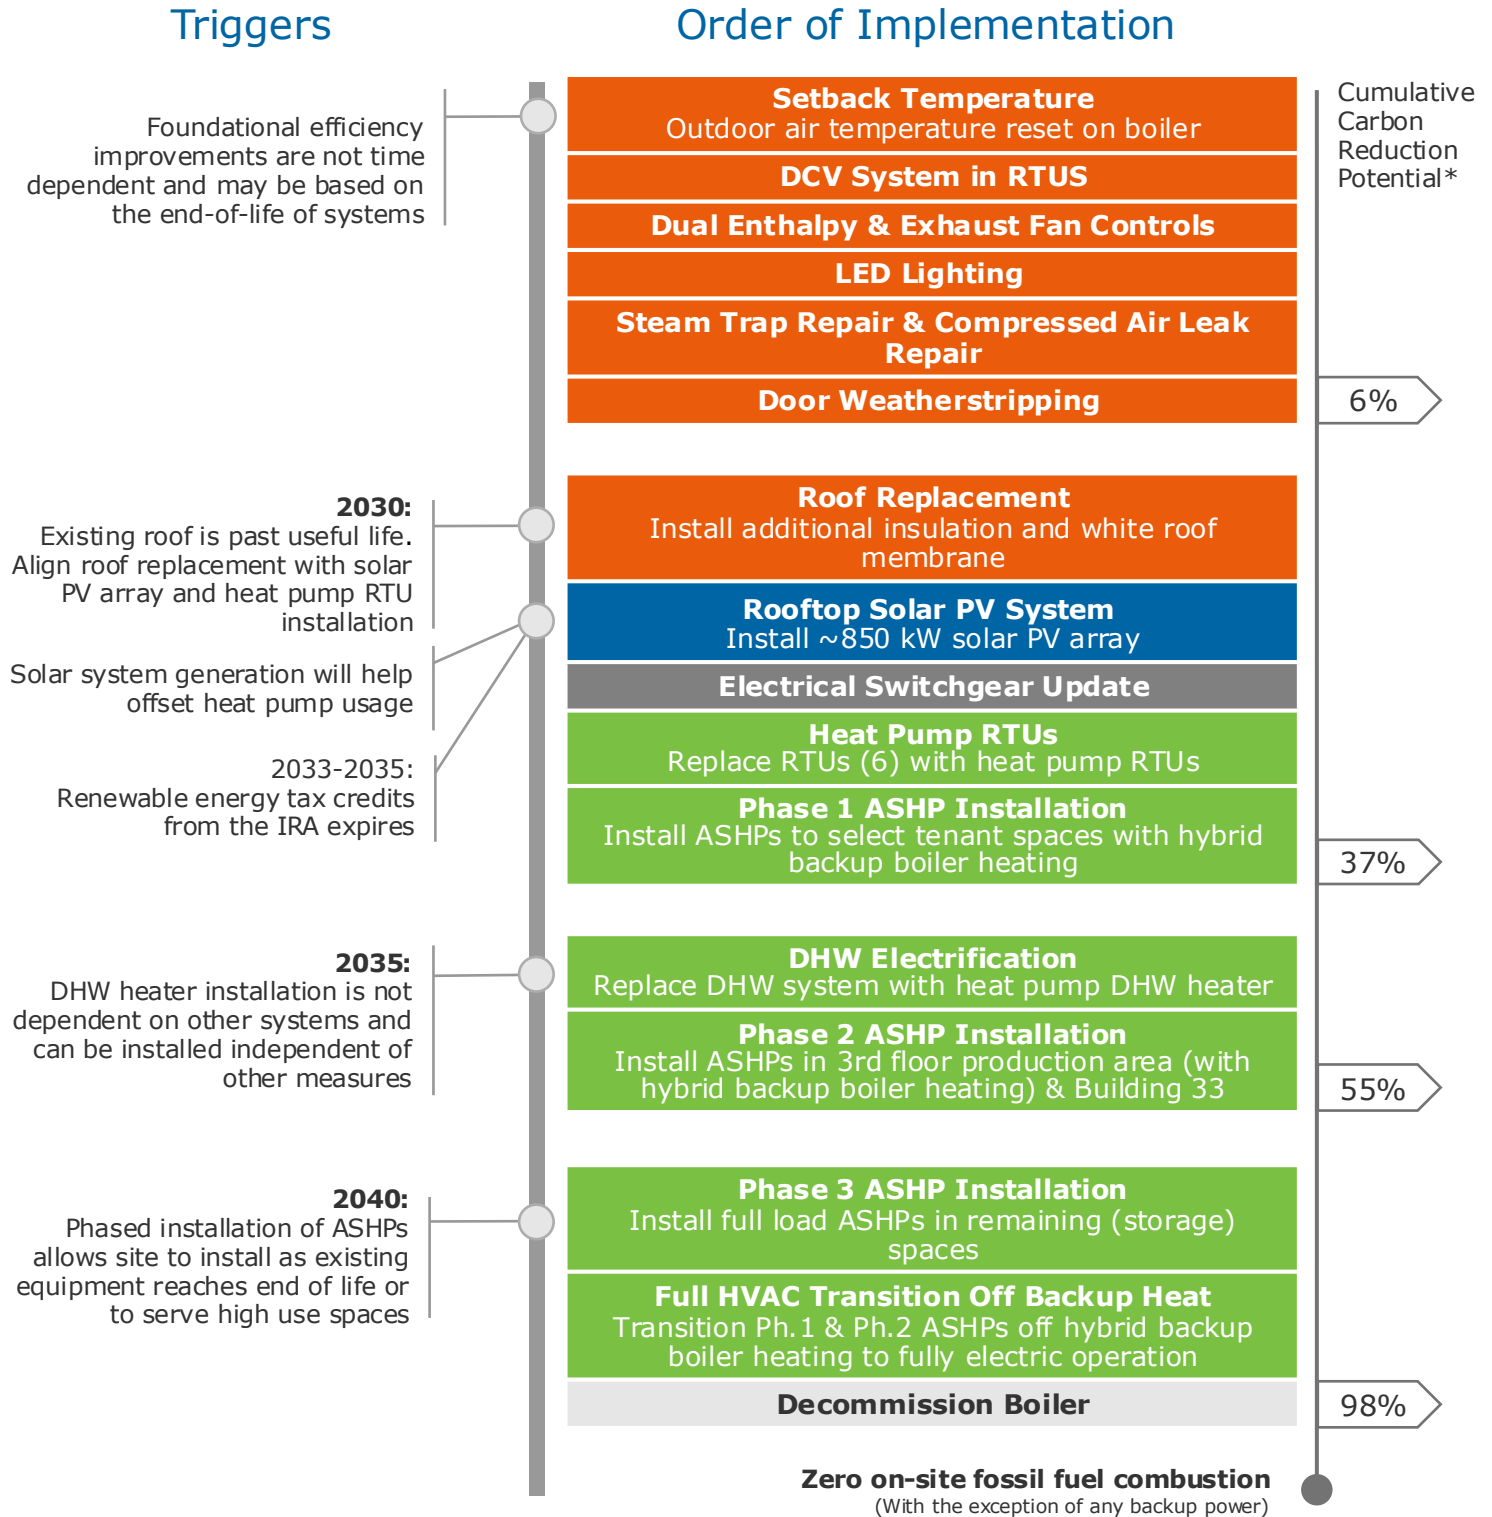 Triggers
Order of Implementation
Foundational efficiency
improvements are not time
dependent and may be based on
the end-of-life of systems
Setback Temperature
Outdoor air temperature reset on boiler
DCV System in RTUS
Dual Enthalpy & Exhaust Fan Controls
LED Lighting
Steam Trap Repair & Compressed Air Leak
Repair
Door Weatherstripping
Cumulative
Carbon
Reduction
Potential*
6%
2030:
Existing roof is past useful life.
Align roof replacement with solar
PV array and heat pump RTU
installation
Solar system generation will help
offset heat pump usage
2033-2035:
Renewable energy tax credits
from the IRA expires
Roof Replacement
Install additional insulation and white roof
membrane
Rooftop Solar PV System
Install ~850 kW solar PV array
Electrical Switchgear Update
Heat Pump RTUs
Replace RTUs (6) with heat pump RTUs
Phase 1 ASHP Installation
Install ASHPs to select tenant spaces with hybrid
backup boiler heating
37%
2035:
DHW heater installation is not
dependent on other systems and
can be installed independent of
other measures
DHW Electrification
Replace DHW system with heat pump DHW heater
Phase 2 ASHP Installation
Install ASHPs in 3rd floor production area (with
hybrid backup boiler heating) & Building 33
55%
2040:
Phased installation of ASHPs
allows site to install as existing
equipment reaches end of life or
to serve high use spaces
Phase 3 ASHP Installation
Install full load ASHPs in remaining (storage)
spaces
Full HVAC Transition Off Backup Heat
Transition Ph.1 & Ph.2 ASHPs off hybrid backup
boiler heating to fully electric operation
Decommission Boiler
98%
Zero on-site fossil fuel combustion
(With the exception of any backup power)